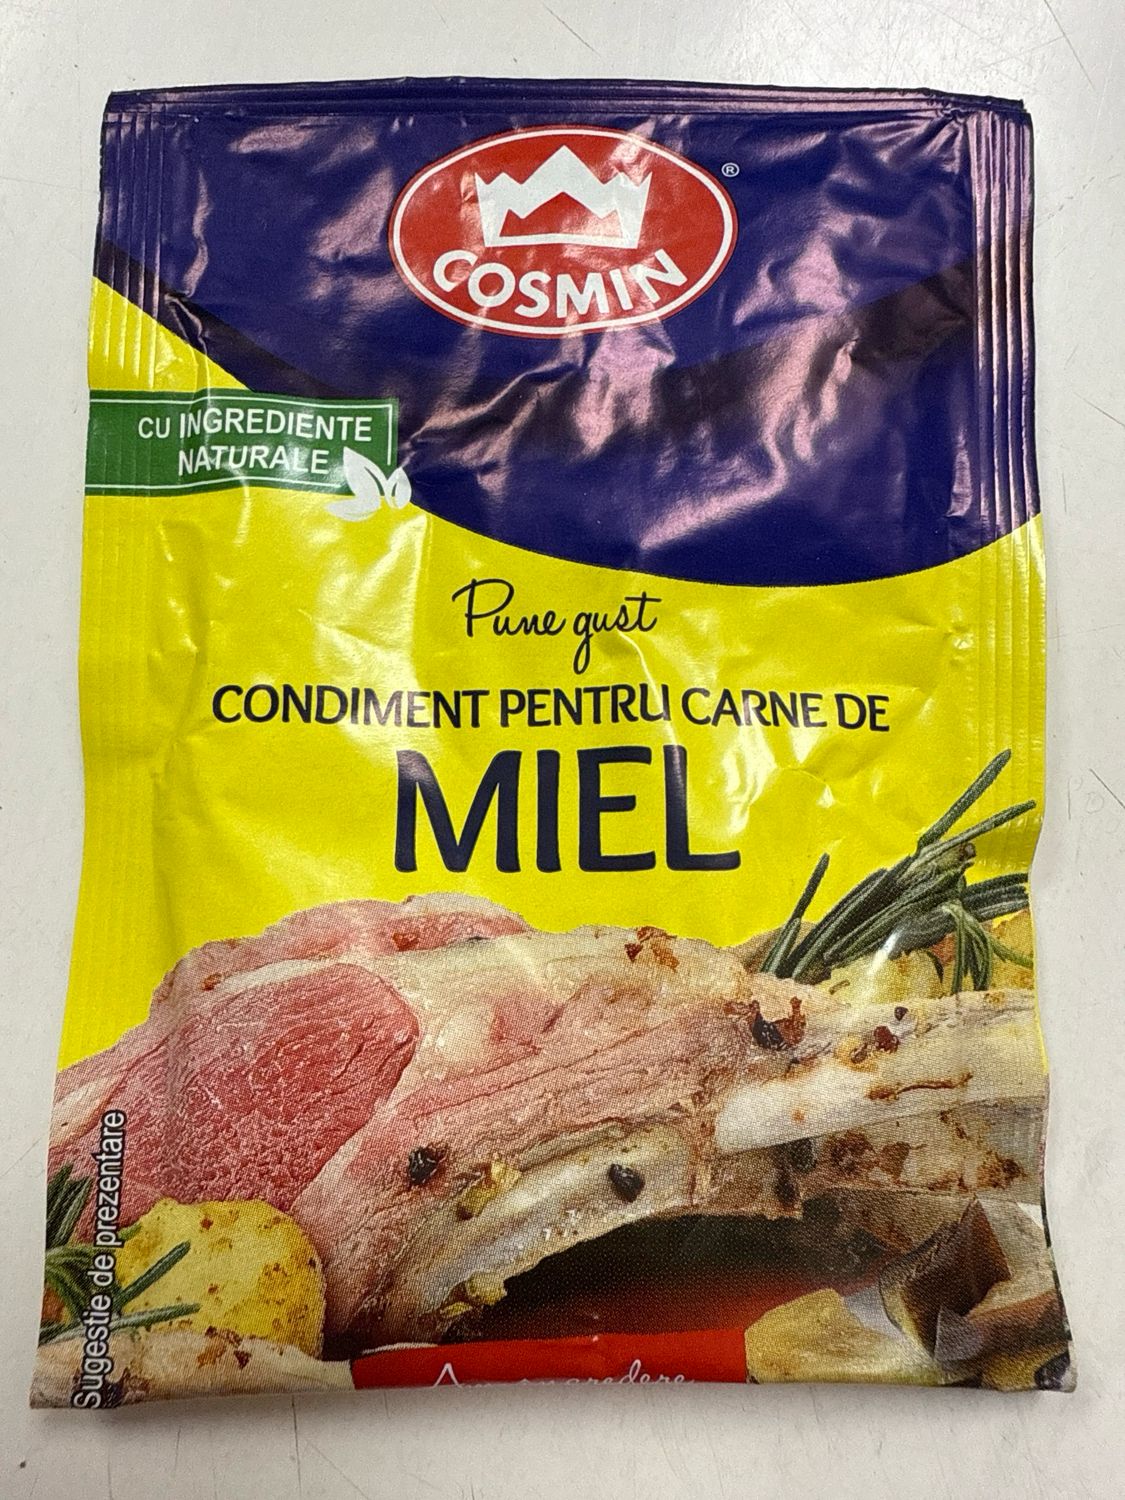 COSMIN
®
CU INGREDIENTE
NATURALE
Pune gust
CONDIMENT PENTRU CARNE DE
MIEL
Sugestie de prezentare